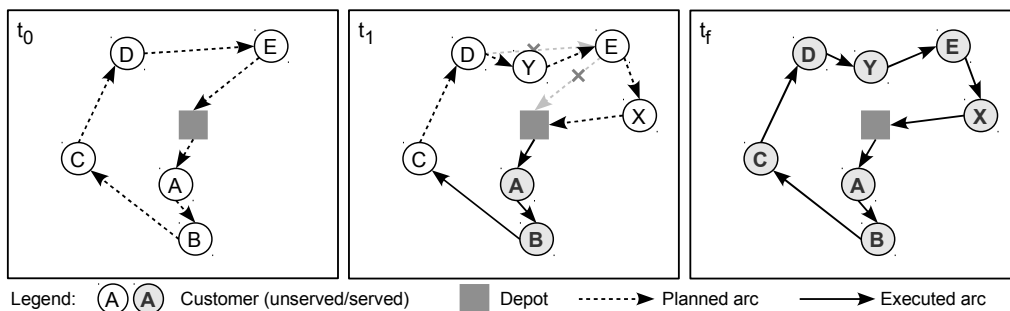 t0
D
E
C
A
B
t1
D
Y
E
X
C
A
B
tf
D
Y
E
X
C
A
B
Legend: A A Customer (unserved/served) Depot Planned arc Executed arc